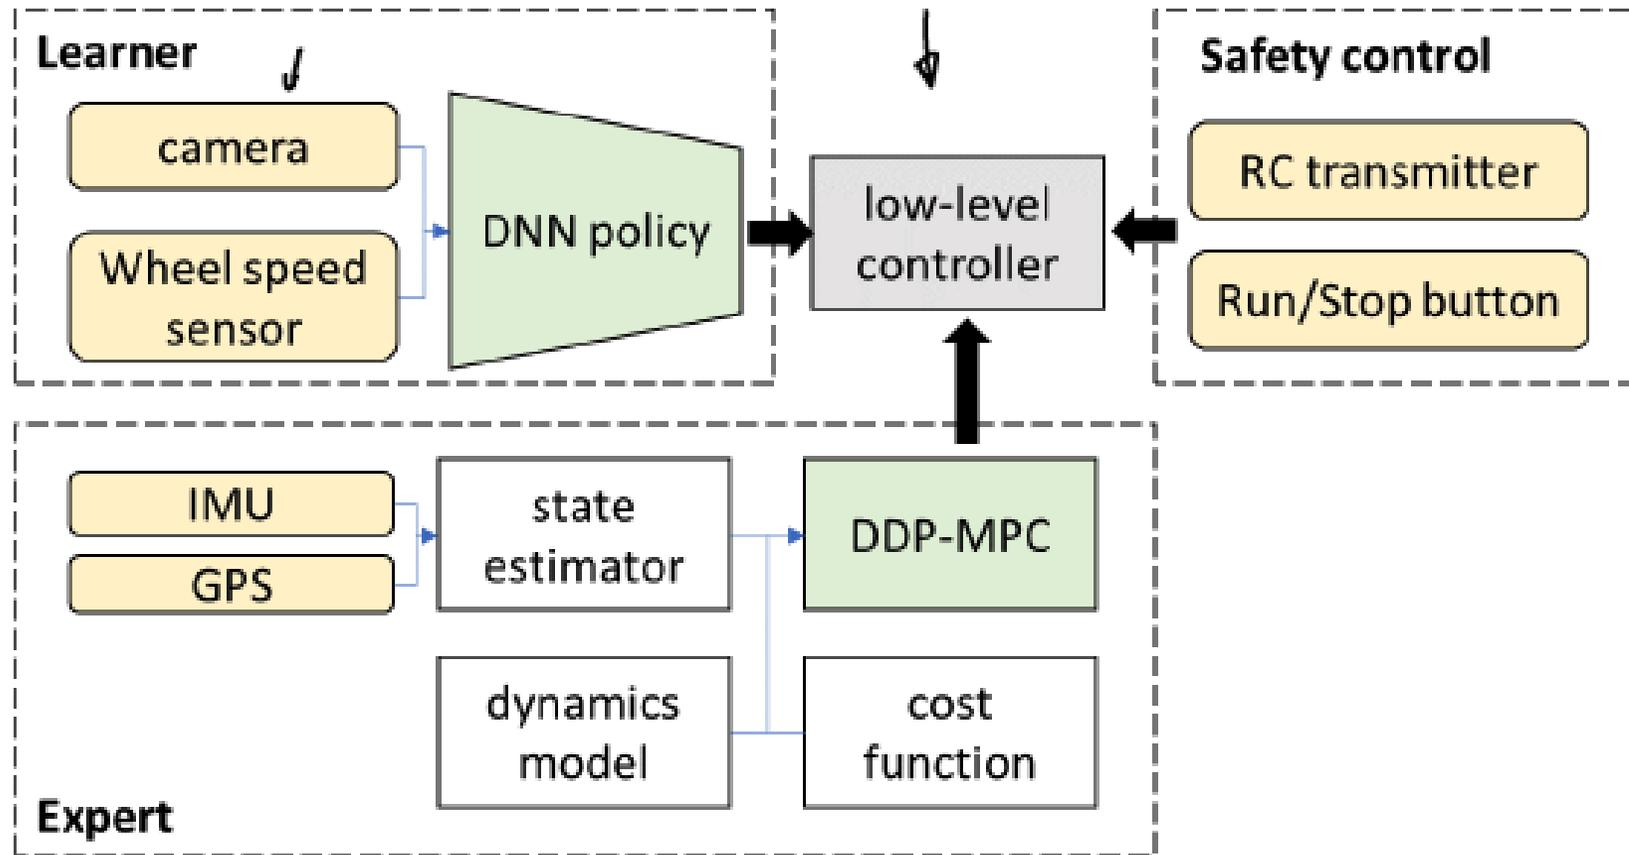 Learner
camera
Wheel speed
sensor
DNN policy
low-level
controller
Safety control
RC transmitter
Run/Stop button
IMU
GPS
state
estimator
DDP-MPC
dynamics
model
cost
function
Expert